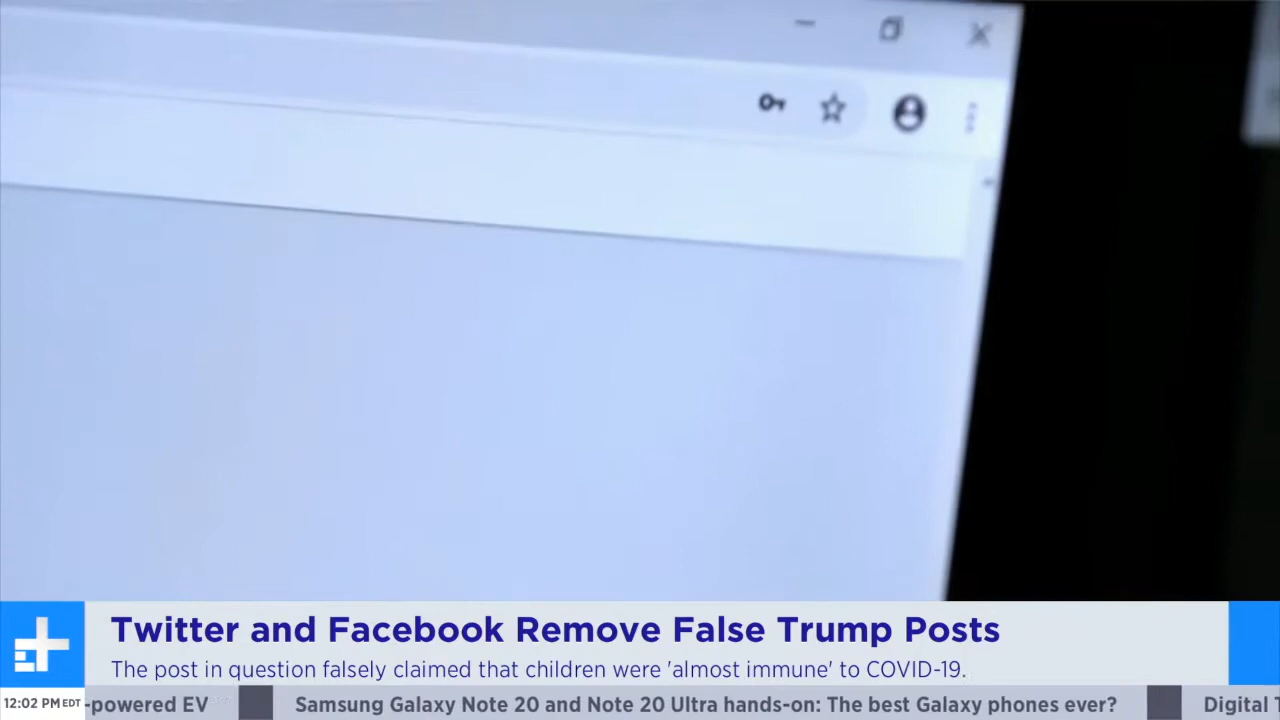 Twitter and Facebook Remove False Trump Posts
The post in question falsely claimed that children were 'almost immune' to COVID-19.
12:02 PM EDT -powered EV Samsung Galaxy Note 20 and Note 20 Ultra hands-on: The best Galaxy phones ever? Digital